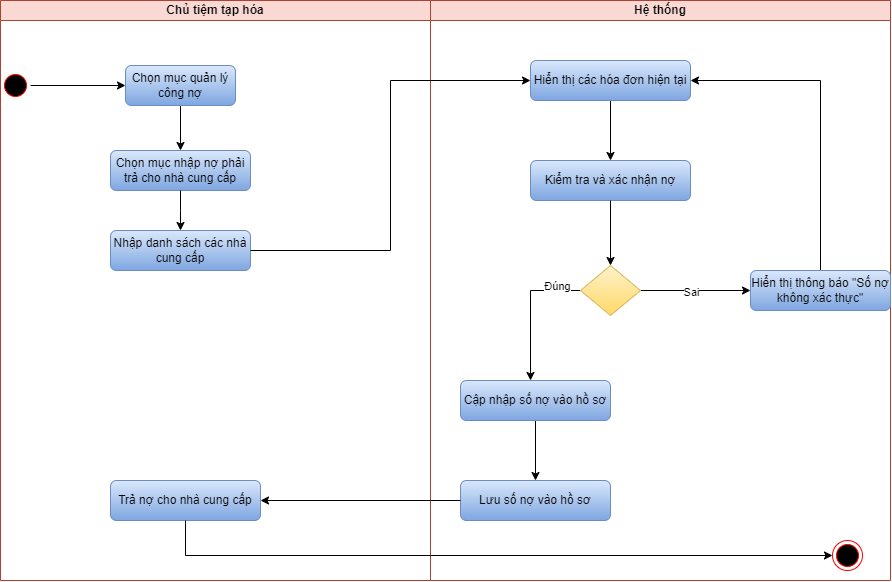 Chủ tiệm tạp hóa
Hệ thống
Chọn mục quản lý
công nợ
Chọn mục nhập nợ phải
trả cho nhà cung cấp
Nhập danh sách các nhà
cung cấp
Hiển thị các hóa đơn hiện tại
Kiểm tra và xác nhận nợ
Đúng
Sai
Hiển thị thông báo "Số nợ
không xác thực"
Cập nhập số nợ vào hồ sơ
Lưu số nợ vào hồ sơ
Trả nợ cho nhà cung cấp